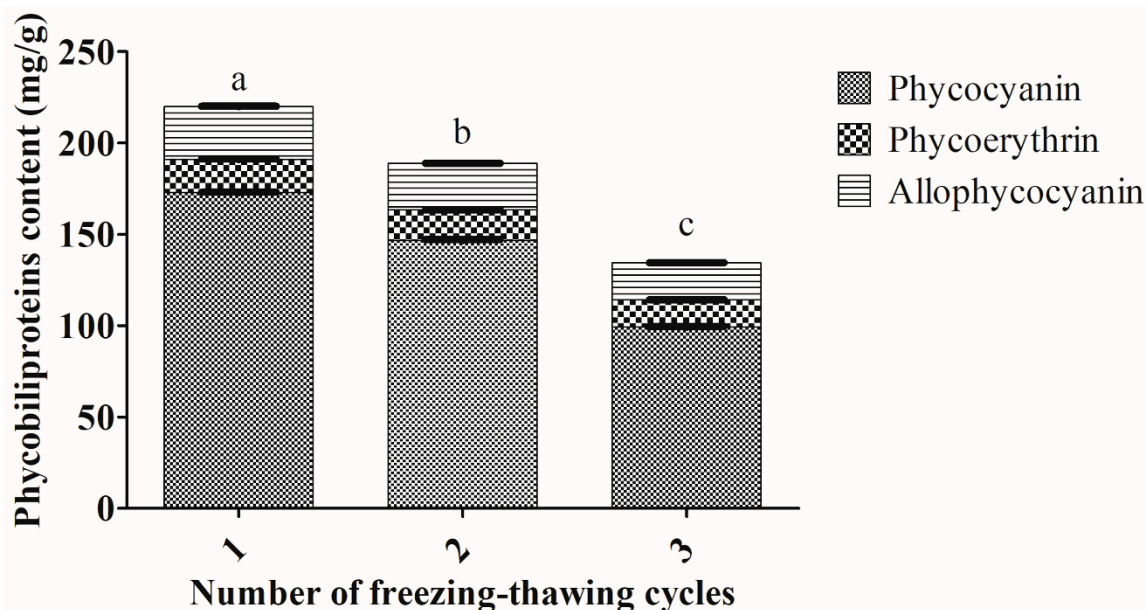 Phycobiliproteins content (mg/g)
250
200
150
100
50
0
a
b
c
Phycocyanin
Phycoerythrin
Allophycocyanin
1
2
3
Number of freezing-thawing cycles